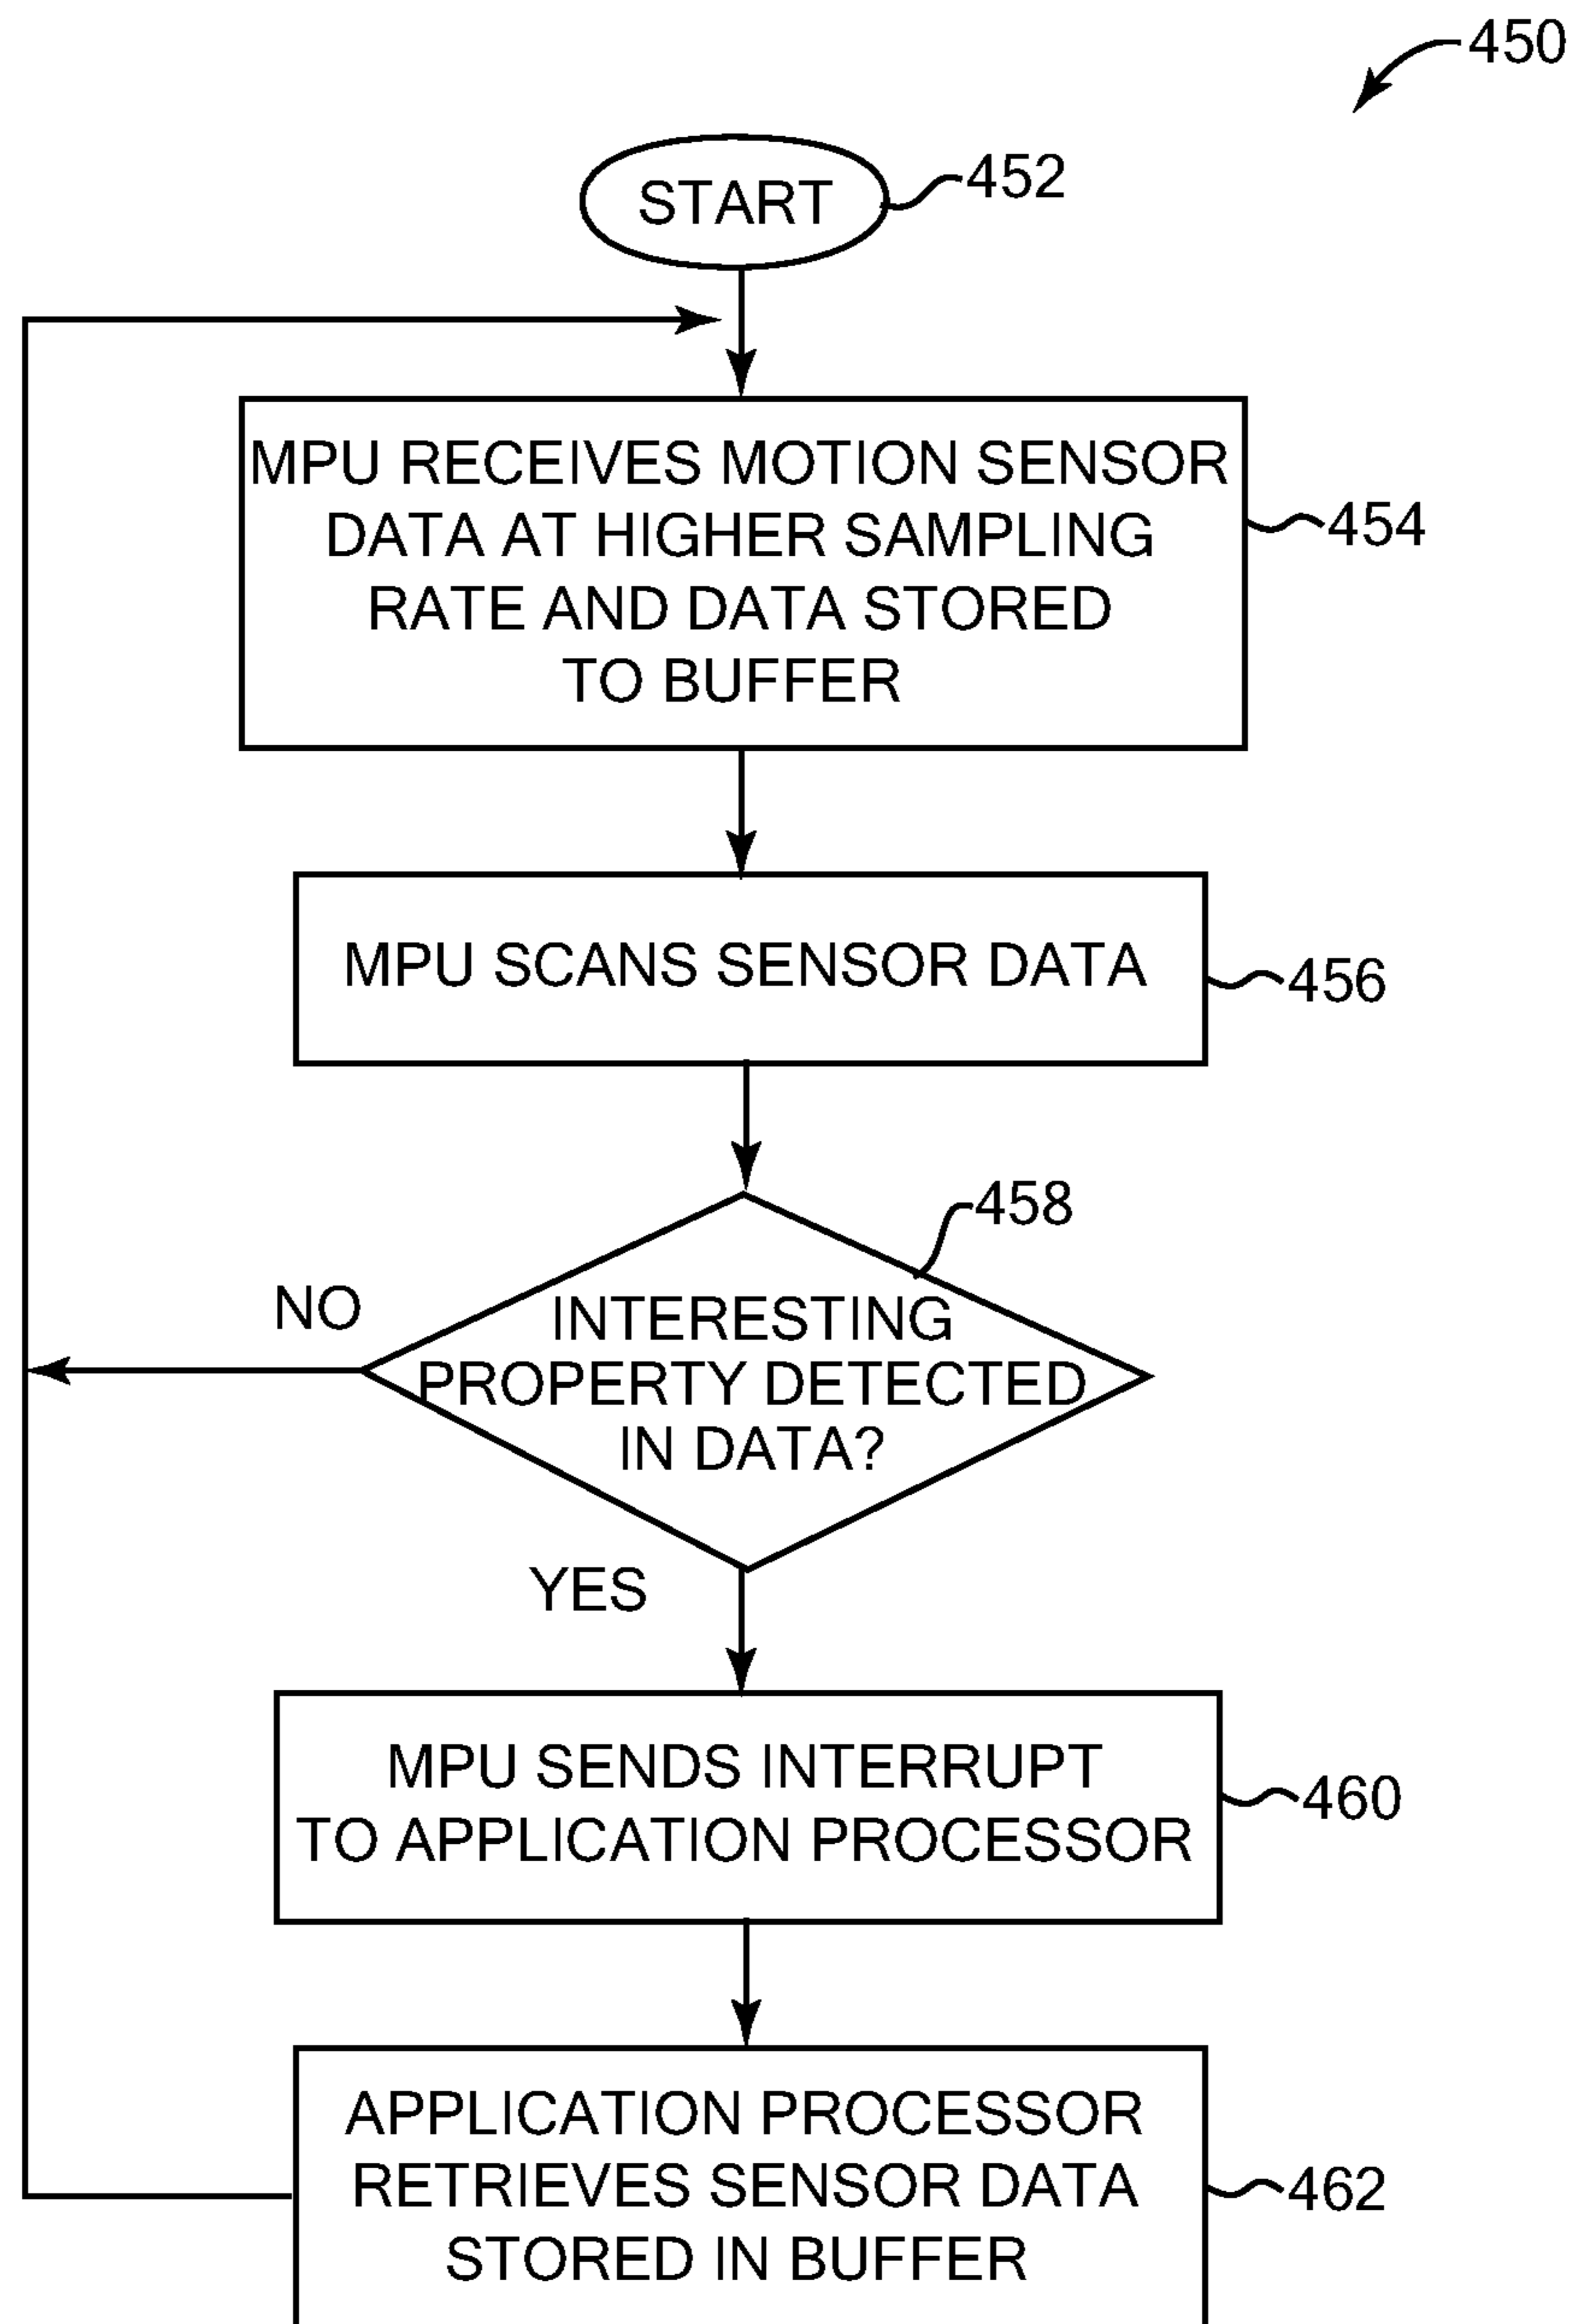 450
START
452
MPU RECEIVES MOTION SENSOR
DATA AT HIGHER SAMPLING
RATE AND DATA STORED
TO BUFFER
454
MPU SCANS SENSOR DATA
456
458
NO
INTERESTING
PROPERTY DETECTED
IN DATA?
YES
MPU SENDS INTERRUPT
TO APPLICATION PROCESSOR
460
APPLICATION PROCESSOR
RETRIEVES SENSOR DATA
STORED IN BUFFER
462